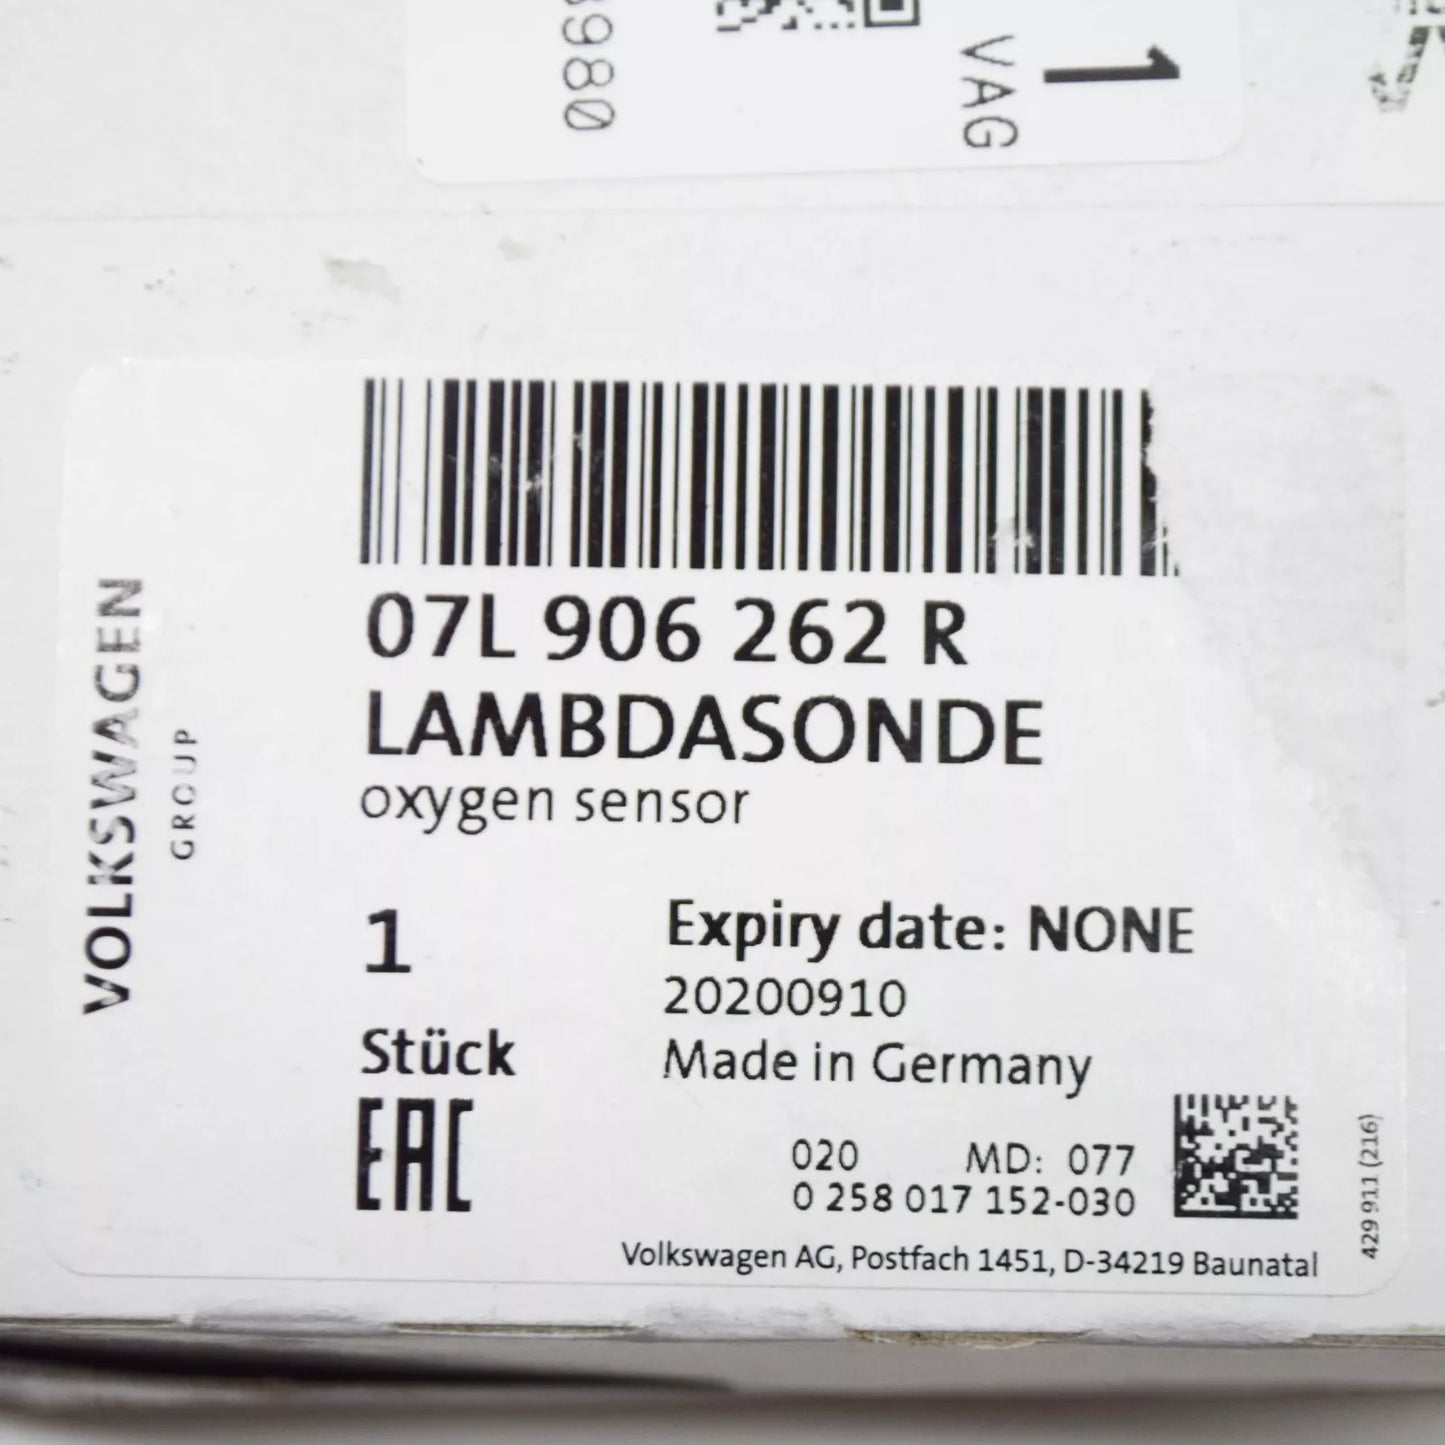 8980
VAG
1
VOLKSWAGEN
GROUP
07L 906 262 R
LAMBDASONDE
oxygen sensor
1
Stück
EAC
Expiry date: NONE
20200910
Made in Germany
020 MD: 077
0 258 017 152-030
429 911 (216)
Volkswagen AG, Postfach 1451, D-34219 Baunatal